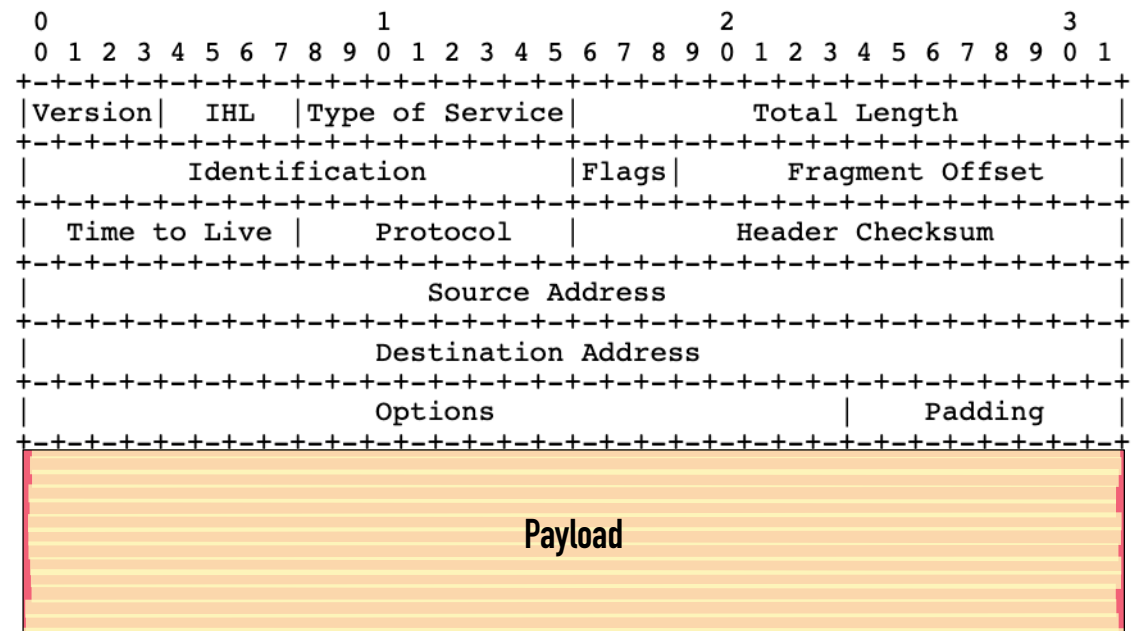 0                   1                   2                   3
0 1 2 3 4 5 6 7 8 9 0 1 2 3 4 5 6 7 8 9 0 1 2 3 4 5 6 7 8 9 0 1
+-+-+-+-+-+-+-+-+-+-+-+-+-+-+-+-+-+-+-+-+-+-+-+-+-+-+-+-+-+-+-+-+
|Version|  IHL  |Type of Service|          Total Length         |
+-+-+-+-+-+-+-+-+-+-+-+-+-+-+-+-+-+-+-+-+-+-+-+-+-+-+-+-+-+-+-+-+
|         Identification        |Flags|      Fragment Offset    |
+-+-+-+-+-+-+-+-+-+-+-+-+-+-+-+-+-+-+-+-+-+-+-+-+-+-+-+-+-+-+-+-+
|  Time to Live |    Protocol   |         Header Checksum       |
+-+-+-+-+-+-+-+-+-+-+-+-+-+-+-+-+-+-+-+-+-+-+-+-+-+-+-+-+-+-+-+-+
|                       Source Address                          |
+-+-+-+-+-+-+-+-+-+-+-+-+-+-+-+-+-+-+-+-+-+-+-+-+-+-+-+-+-+-+-+-+
|                    Destination Address                        |
+-+-+-+-+-+-+-+-+-+-+-+-+-+-+-+-+-+-+-+-+-+-+-+-+-+-+-+-+-+-+-+-+
|                    Options                    |    Padding    |
+-+-+-+-+-+-+-+-+-+-+-+-+-+-+-+-+-+-+-+-+-+-+-+-+-+-+-+-+-+-+-+-+
Payload